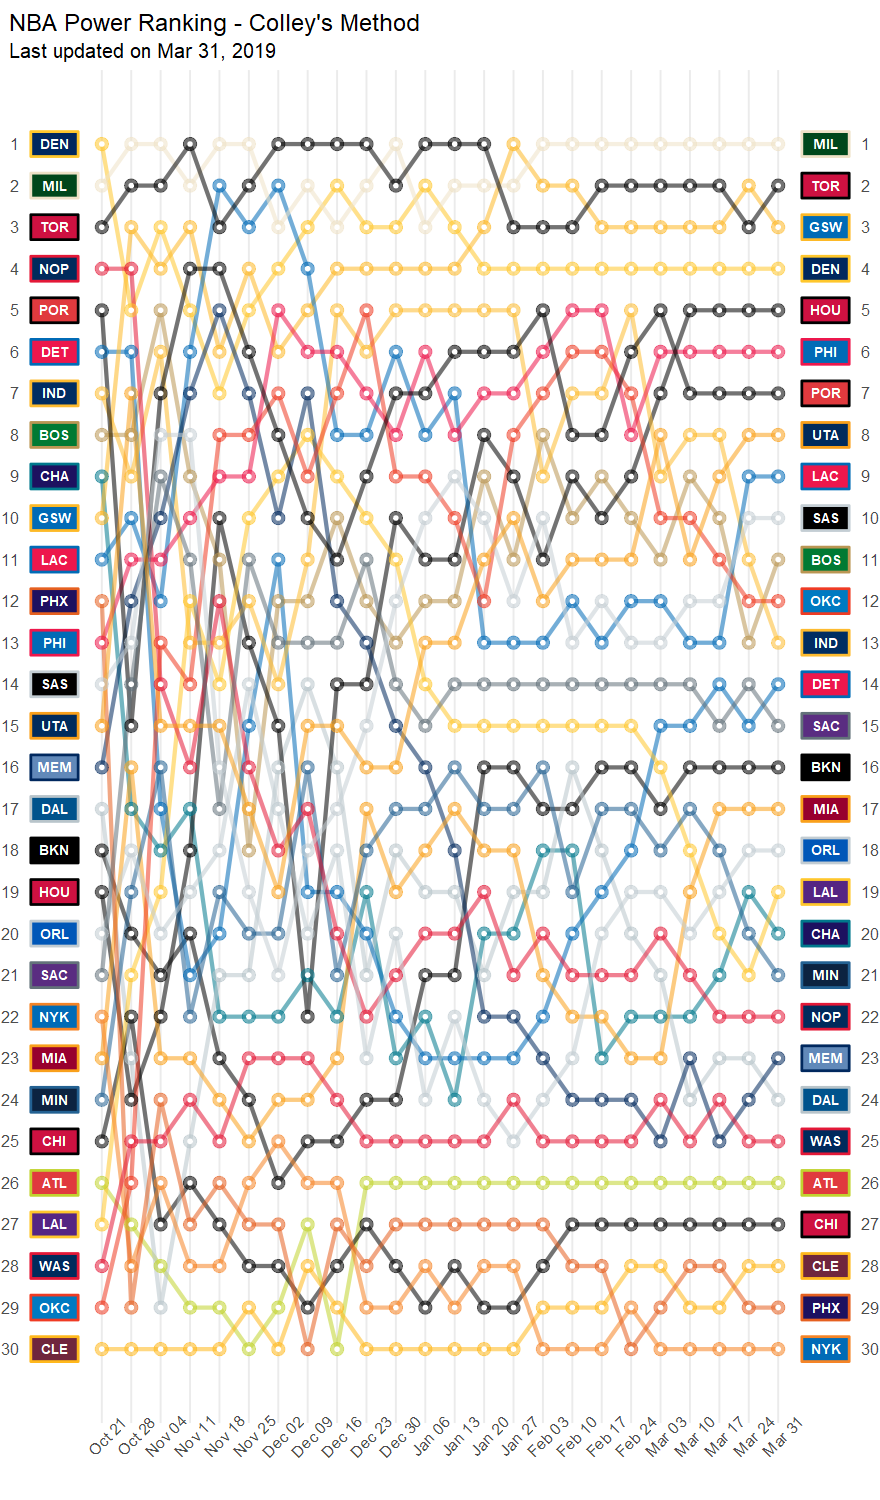 NBA Power Ranking - Colley's Method
Last updated on Mar 31, 2019
1 DEN MIL 1
2 MIL TOR 2
3 TOR GSW 3
4 NOP DEN 4
5 POR HOU 5
6 DET PHI 6
7 IND POR 7
8 BOS UTA 8
9 CHA LAC 9
10 GSW SAS 10
11 LAC BOS 11
12 PHX OKC 12
13 PHI IND 13
14 SAS DET 14
15 UTA SAC 15
16 MEM BKN 16
17 DAL MIA 17
18 BKN ORL 18
19 HOU LAL 19
20 ORL CHA 20
21 SAC MIN 21
22 NYK NOP 22
23 MIA MEM 23
24 MIN DAL 24
25 CHI WAS 25
26 ATL ATL 26
27 LAL CHI 27
28 WAS CLE 28
29 OKC PHX 29
30 CLE NYK 30
Oct 21 Oct 28 Nov 04 Nov 11 Nov 18 Nov 25 Dec 02 Dec 09 Dec 16 Dec 23 Dec 30 Jan 06 Jan 13 Jan 20 Jan 27 Feb 03 Feb 10 Feb 17 Feb 24 Mar 03 Mar 10 Mar 17 Mar 24 Mar 31